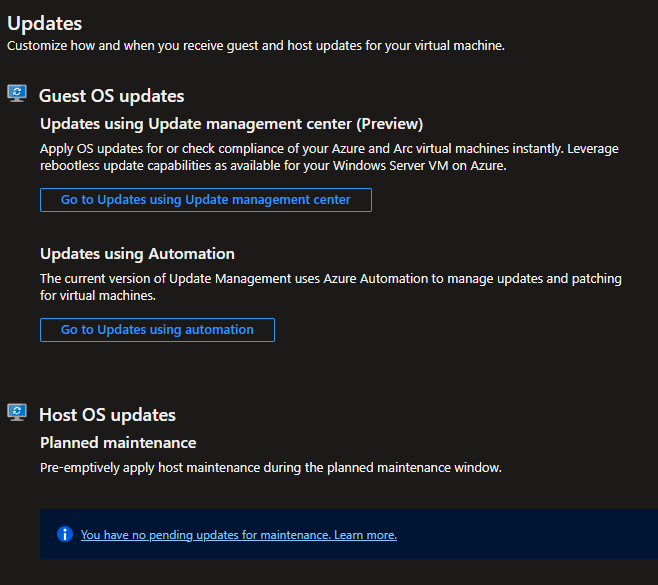 Updates
Customize how and when you receive guest and host updates for your virtual machine.
Guest OS updates
Updates using Update management center (Preview)
Apply OS updates for or check compliance of your Azure and Arc virtual machines instantly. Leverage
rebootless update capabilities as available for your Windows Server VM on Azure.
Go to Updates using Update management center
Updates using Automation
The current version of Update Management uses Azure Automation to manage updates and patching
for virtual machines.
Go to Updates using automation
Host OS updates
Planned maintenance
Pre-emptively apply host maintenance during the planned maintenance window.
You have no pending updates for maintenance. Learn more.